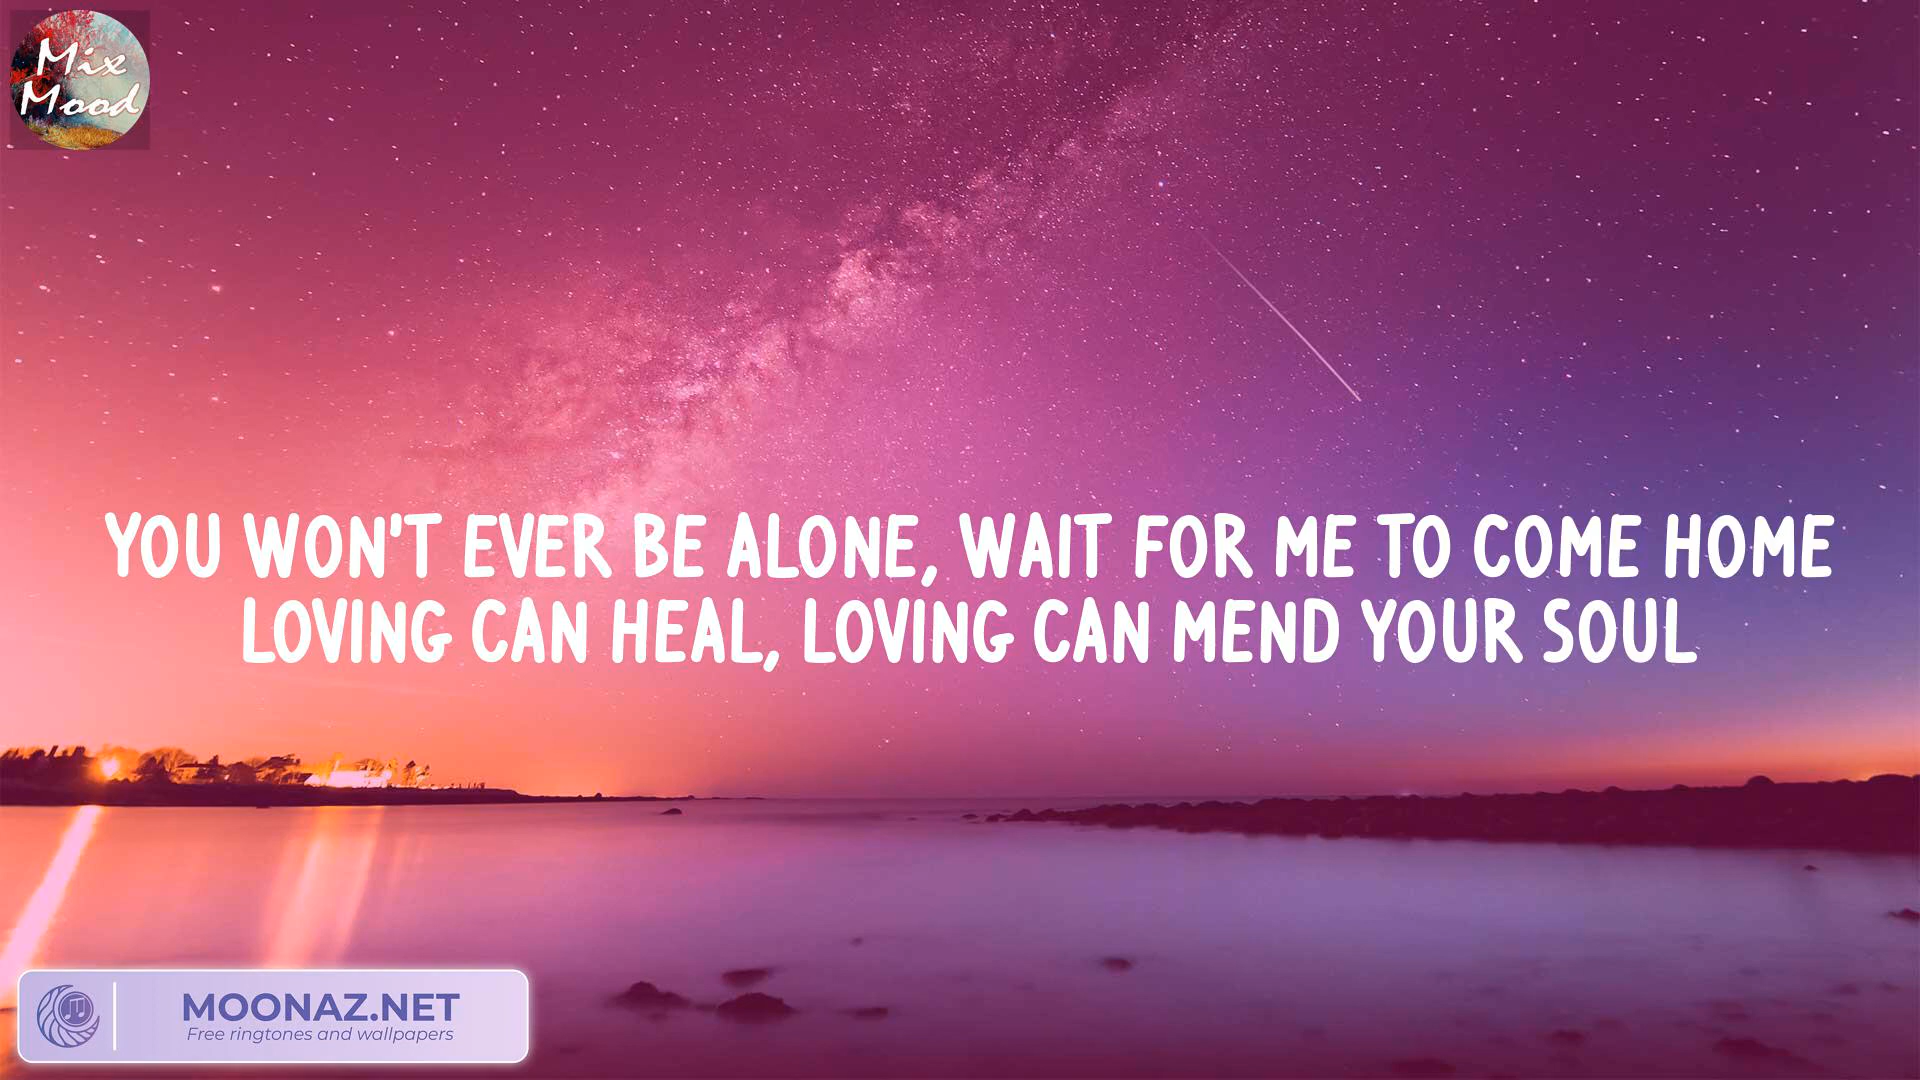 Mix
Mood
YOU WON'T EVER BE ALONE, WAIT FOR ME TO COME HOME
LOVING CAN HEAL, LOVING CAN MEND YOUR SOUL
MOONAZ.NET
Free ringtones and wallpapers